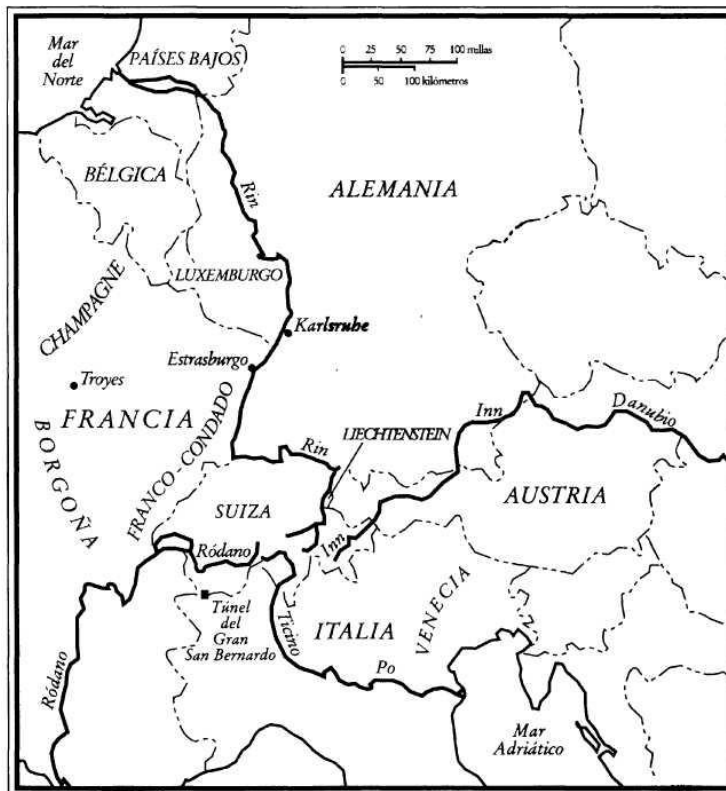 Mar
del
Norte
PAÍSES BAJOS
0 25 50 75 100 millas
0 50 100 kilómetros
BÉLGICA
Rin
ALEMANIA
LUXEMBURGO
CHAMPAGNE
Karlsruhe
Estrasburgo
Troyes
FRANCIA
BORGOÑA
FRANCO CONDADO
Rin
LIECHTENSTEIN
Inn
Danubio
SUIZA
AUSTRIA
Ródano
Inn
Túnel
del
Gran
San Bernardo
Ticino
ITALIA
VENECIA
Po
Ródano
Mar
Adriático